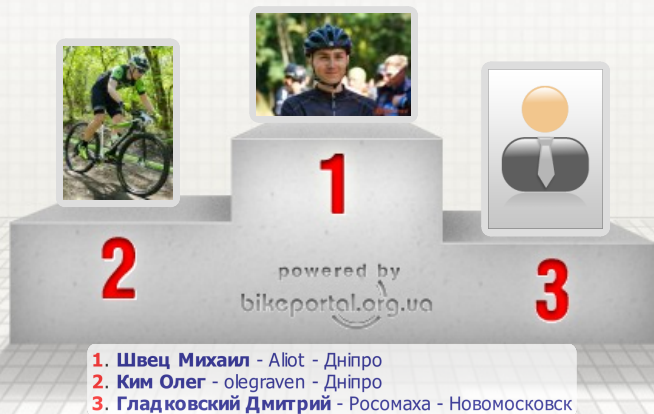 1
2
3
powered by
bikeportal.org.ua
1. Швец Михаил - Aliot - Дніпро
2. Ким Олег - olegraven - Дніпро
3. Гладковский Дмитрий - Росомаха - Новомосковск